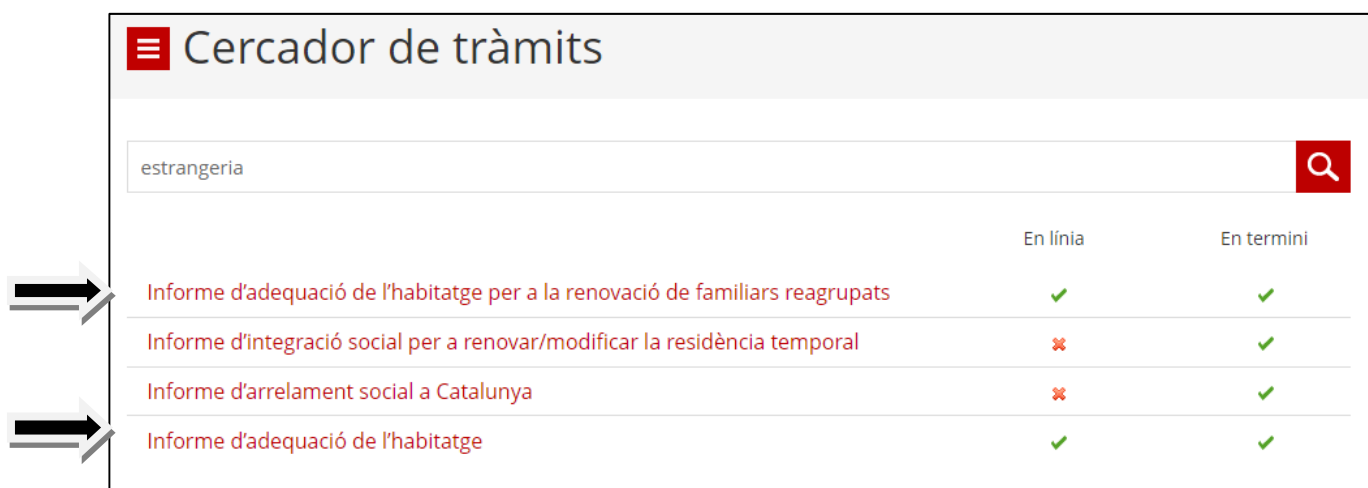 Cercador de tràmits
estrangeria
En línia En termini
Informe d'adequació de l'habitatge per a la renovació de familiars reagrupats
Informe d'integració social per a renovar/modificar la residència temporal
Informe d'arrelament social a Catalunya
Informe d'adequació de l'habitatge